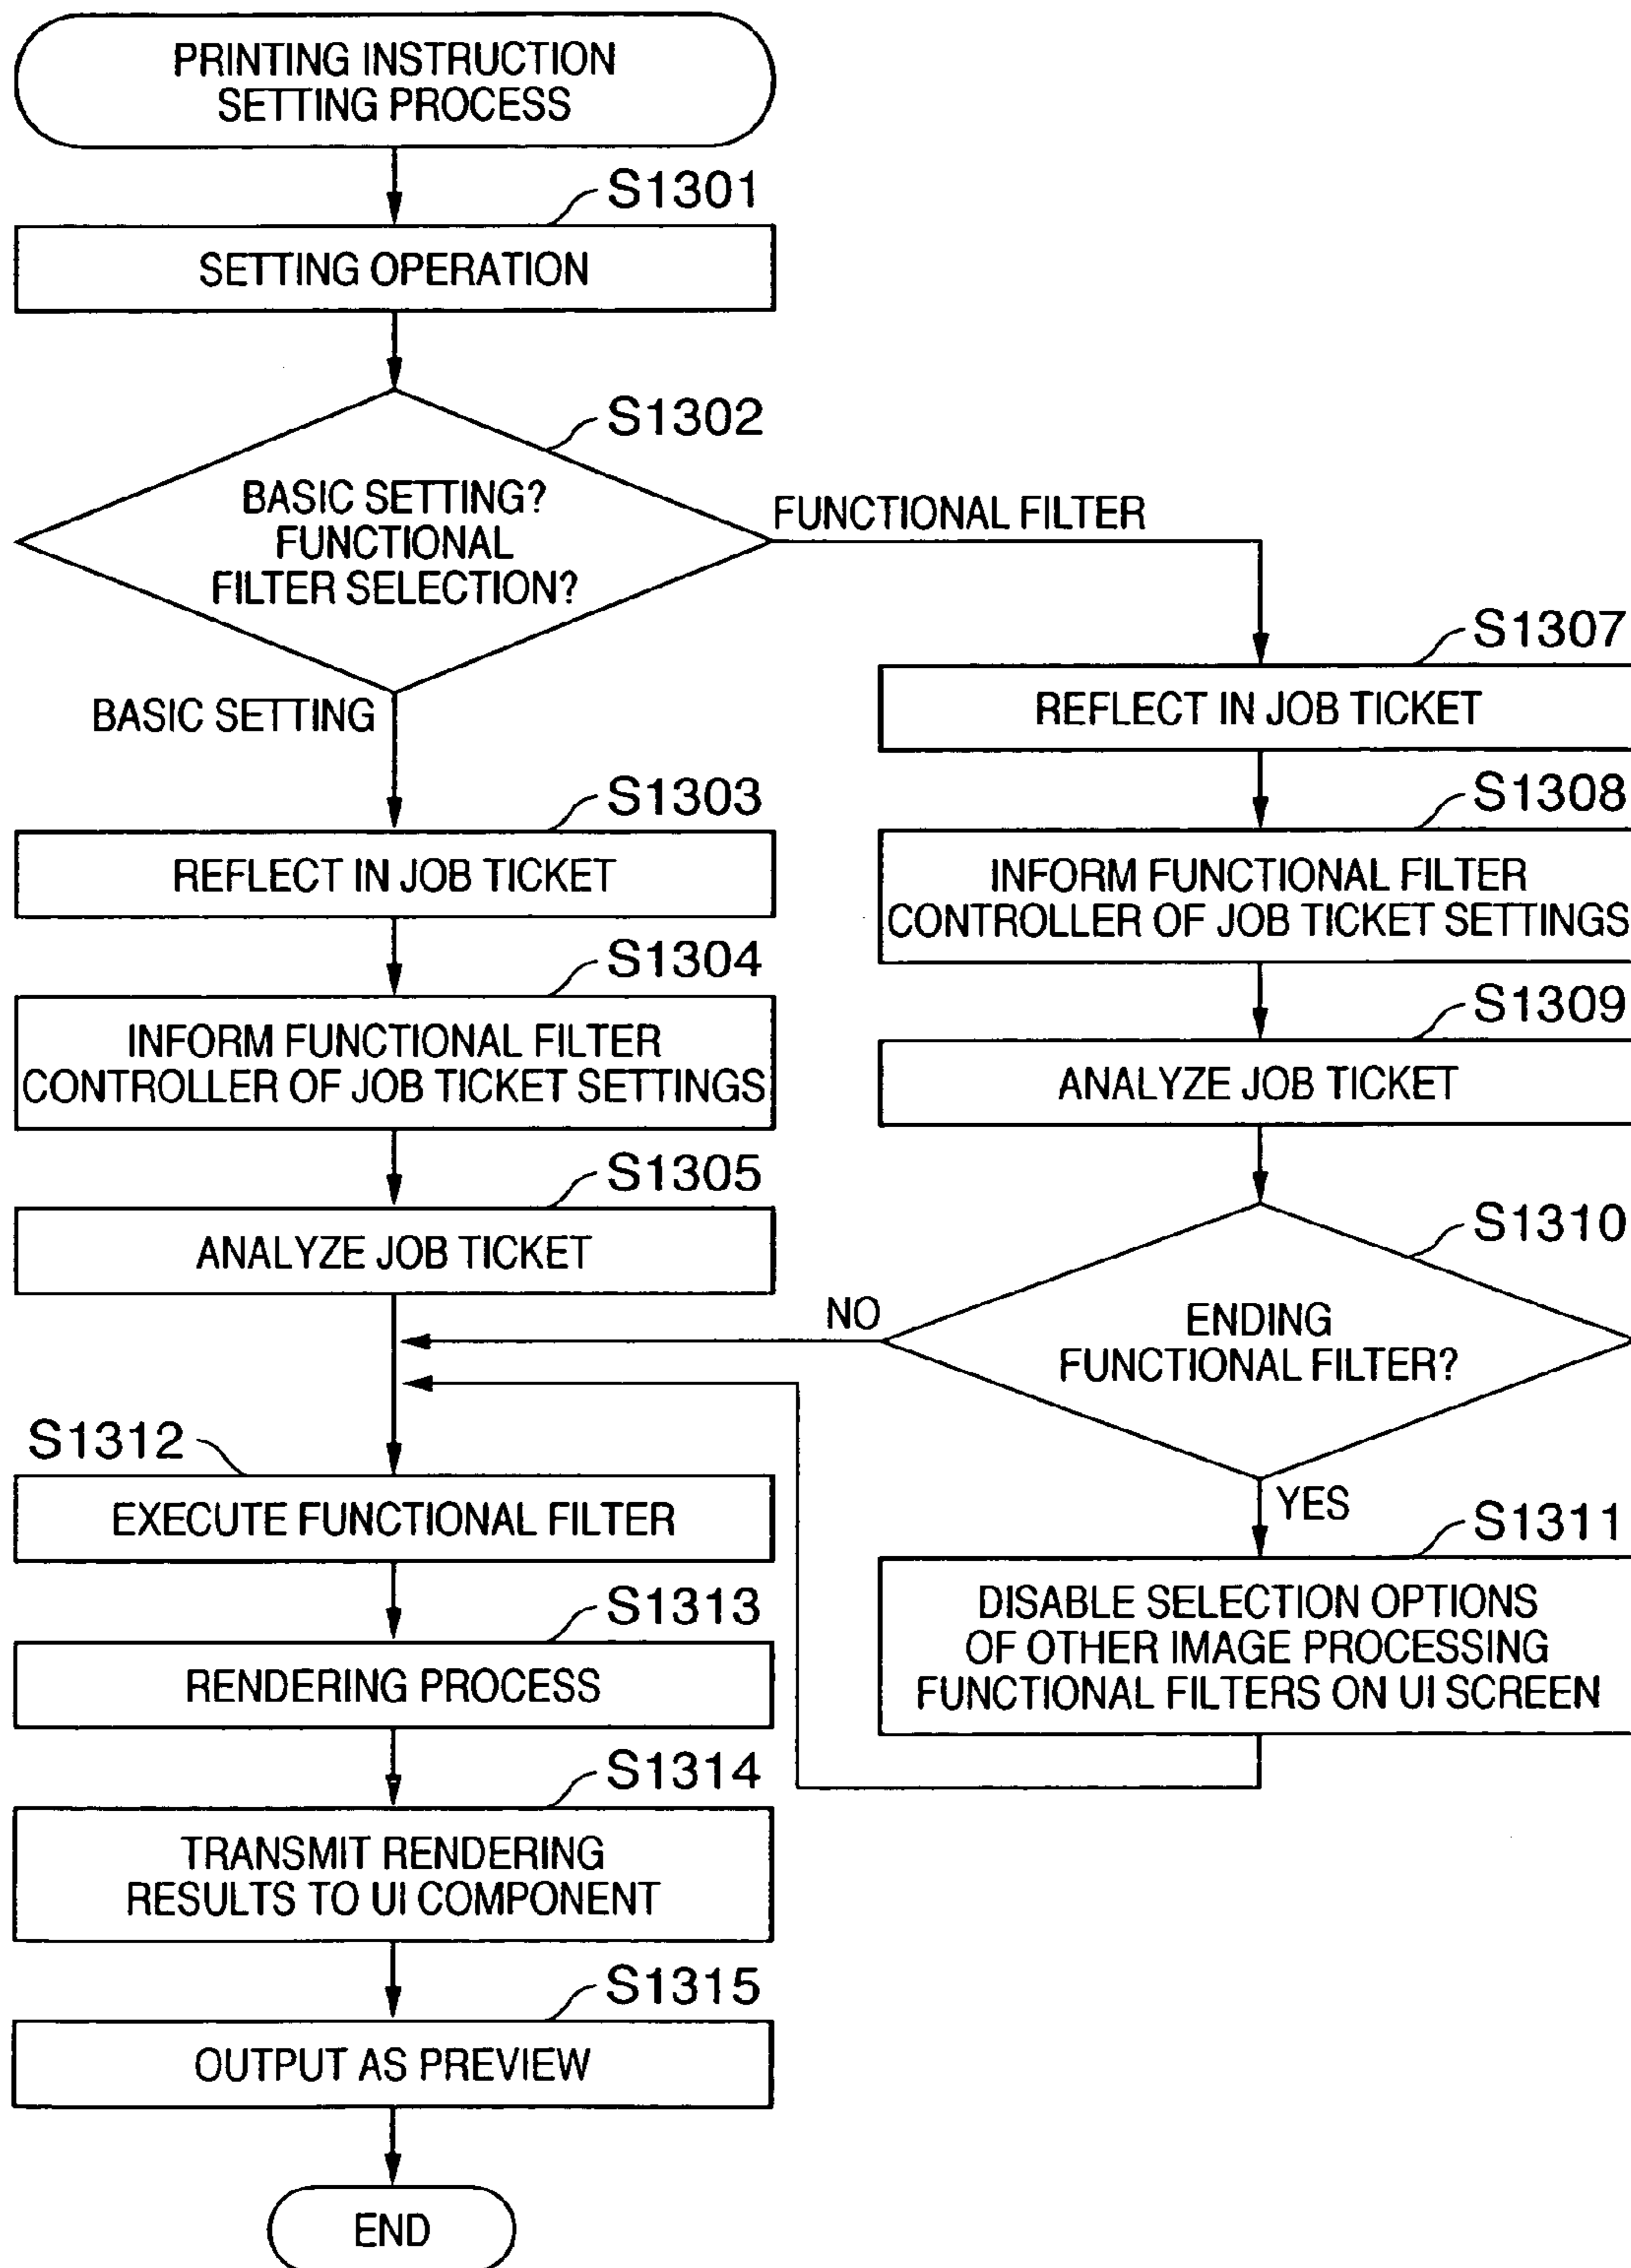 PRINTING INSTRUCTION
SETTING PROCESS
S1301
SETTING OPERATION
S1302
BASIC SETTING?
FUNCTIONAL
FILTER SELECTION?
FUNCTIONAL FILTER
BASIC SETTING
S1303
REFLECT IN JOB TICKET
S1304
INFORM FUNCTIONAL FILTER
CONTROLLER OF JOB TICKET SETTINGS
S1305
ANALYZE JOB TICKET
S1307
REFLECT IN JOB TICKET
S1308
INFORM FUNCTIONAL FILTER
CONTROLLER OF JOB TICKET SETTINGS
S1309
ANALYZE JOB TICKET
S1310
ENDING
FUNCTIONAL FILTER?
NO
YES
S1311
DISABLE SELECTION OPTIONS
OF OTHER IMAGE PROCESSING
FUNCTIONAL FILTERS ON UI SCREEN
S1312
EXECUTE FUNCTIONAL FILTER
S1313
RENDERING PROCESS
S1314
TRANSMIT RENDERING
RESULTS TO UI COMPONENT
S1315
OUTPUT AS PREVIEW
END